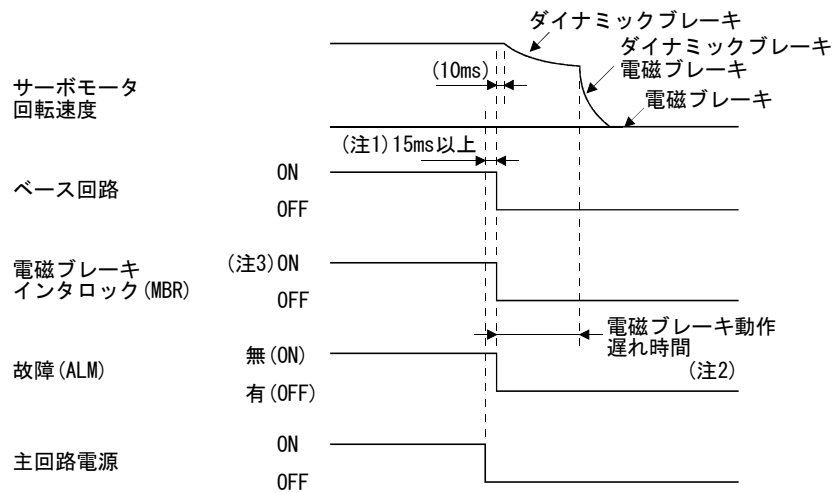 ダイナミックブレーキ
ダイナミックブレーキ
電磁ブレーキ
電磁ブレーキ
(10ms)
サーボモータ
回転速度
(注1)15ms以上
ベース回路
ON
OFF
電磁ブレーキ
インタロック(MBR)
(注3)ON
OFF
電磁ブレーキ動作
遅れ時間
(注2)
故障(ALM)
無(ON)
有(OFF)
主回路電源
ON
OFF